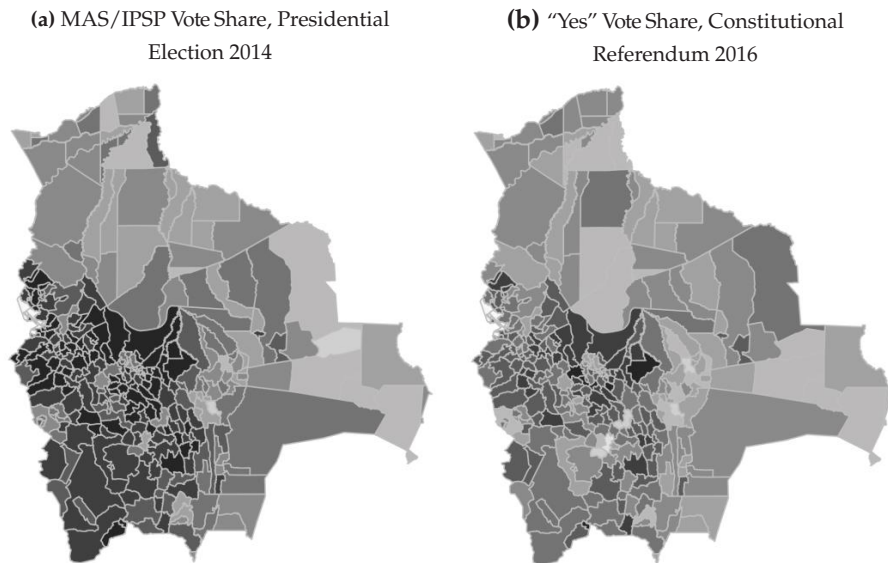 (a) MAS/IPSP Vote Share, Presidential
Election 2014
(b) “Yes” Vote Share, Constitutional
Referendum 2016